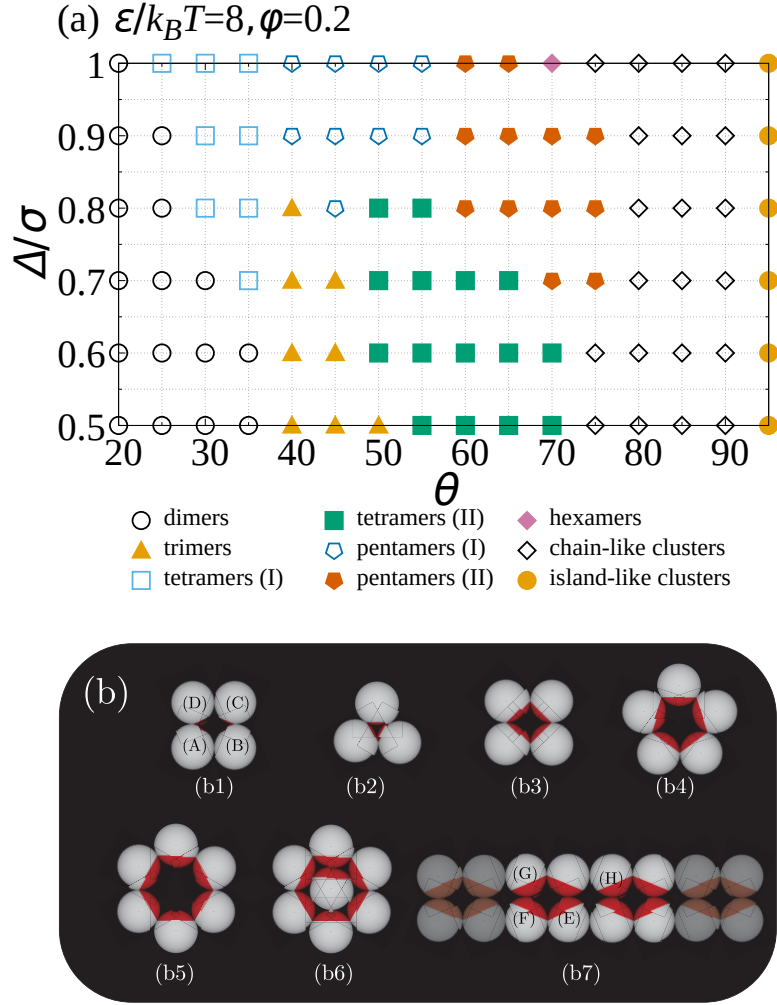 (a) ε/k_BT=8,φ=0.2
1
0.9
0.8
0.7
0.6
0.5
Δ/σ
20 30 40 50 60 70 80 90
θ
dimers tetramers (II) hexamers
trimers pentamers (I) chain-like clusters
tetramers (I) pentamers (II) island-like clusters
(b)
(D) (C)
(A) (B)
(b1) (b2) (b3) (b4)
(G) (H)
(F) (E)
(b5) (b6) (b7)